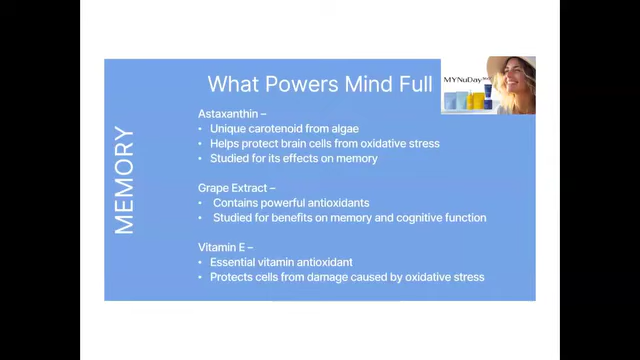 What Powers Mind Full
MYNuDay
MEMORY
Astaxanthin –
• Unique carotenoid from algae
• Helps protect brain cells from oxidative stress
• Studied for its effects on memory
Grape Extract –
• Contains powerful antioxidants
• Studied for benefits on memory and cognitive function
Vitamin E –
• Essential vitamin antioxidant
• Protects cells from damage caused by oxidative stress